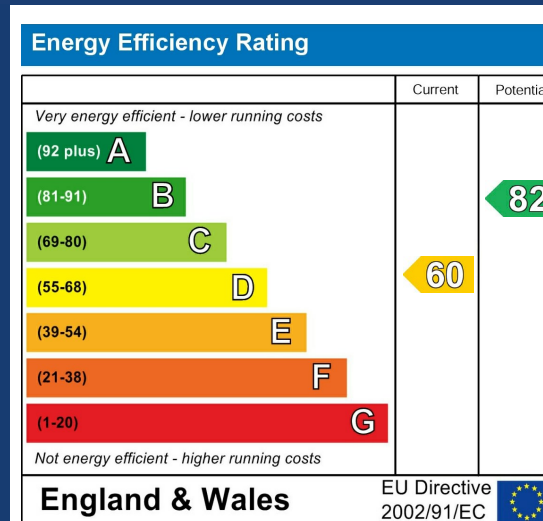 Energy Efficiency Rating
Current Potentia
Very energy efficient - lower running costs
(92 plus) A
(81-91) B 82
(69-80) C
(55-68) D 60
(39-54) E
(21-38) F
(1-20) G
Not energy efficient - higher running costs
England & Wales
EU Directive
2002/91/EC